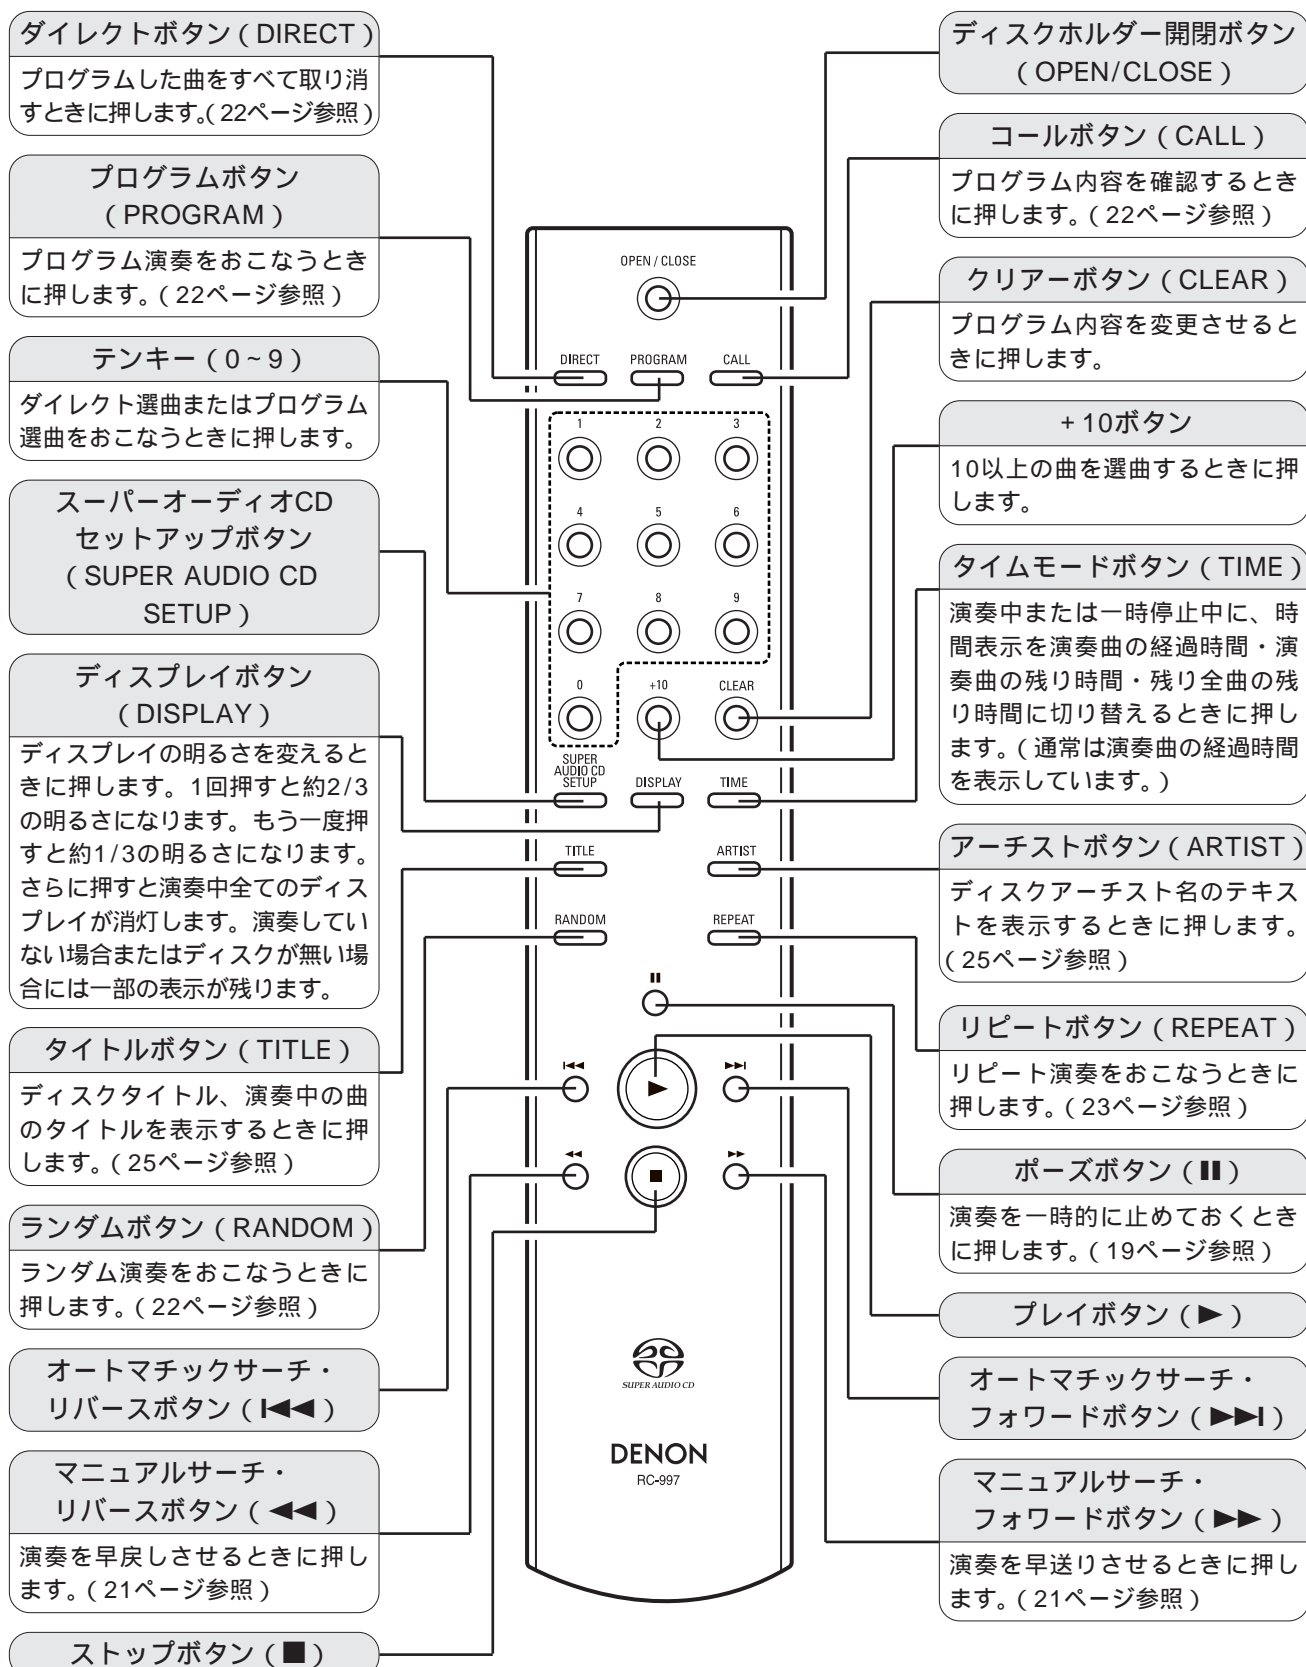 ダイレクトボタン ( DIRECT )
プログラムした曲をすべて取り消
すときに押します。( 22ページ参照 )
プログラムボタン
( PROGRAM )
プログラム演奏をおこなうとき
に押します。( 22ページ参照 )
テンキー ( 0 ~ 9 )
ダイレクト選曲またはプログラム
選曲をおこなうときに押します。
スーパーオーディオCD
セットアップボタン
( SUPER AUDIO CD
SETUP )
ディスプレイボタン
( DISPLAY )
ディスプレイの明るさを変えると
きに押します。1回押すと約2/3
の明るさになります。もう一度押
すと約1/3の明るさになります。
さらに押すと演奏中全てのディス
プレイが消灯します。演奏してい
ない場合またはディスクが無い場
合には一部の表示が残ります。
タイトルボタン ( TITLE )
ディスクタイトル、演奏中の曲
のタイトルを表示するときに押
します。( 25ページ参照 )
ランダムボタン ( RANDOM )
ランダム演奏をおこなうときに
押します。( 22ページ参照 )
オートマチックサーチ・
リバースボタン ( I◀◀ )
マニュアルサーチ・
リバースボタン ( ◀◀ )
演奏を早戻しさせるときに押し
ます。( 21ページ参照 )
ストップボタン ( ■ )
OPEN / CLOSE
DIRECT PROGRAM CALL
1 2 3
4 5 6
7 8 9
0 +10 CLEAR
SUPER
AUDIO CD
SETUP DISPLAY TIME
TITLE ARTIST
RANDOM REPEAT
SUPER AUDIO CD
DENON
RC-997
ディスクホルダー開閉ボタン
( OPEN/CLOSE )
コールボタン ( CALL )
プログラム内容を確認するとき
に押します。( 22ページ参照 )
クリアーボタン ( CLEAR )
プログラム内容を変更させると
きに押します。
+ 10ボタン
10以上の曲を選曲するときに押
します。
タイムモードボタン ( TIME )
演奏中または一時停止中に、時
間表示を演奏曲の経過時間・演
奏曲の残り時間・残り全曲の残
り時間に切り替えるときに押し
ます。( 通常は演奏曲の経過時間
を表示しています。)
アーチストボタン ( ARTIST )
ディスクアーチスト名のテキス
トを表示するときに押します。
( 25ページ参照 )
リピートボタン ( REPEAT )
リピート演奏をおこなうときに
押します。( 23ページ参照 )
ポーズボタン ( ▮▮ )
演奏を一時的に止めておくとき
に押します。( 19ページ参照 )
プレイボタン ( ▶ )
オートマチックサーチ・
フォワードボタン ( ▶▶I )
マニュアルサーチ・
フォワードボタン ( ▶▶ )
演奏を早送りさせるときに押し
ます。( 21ページ参照 )